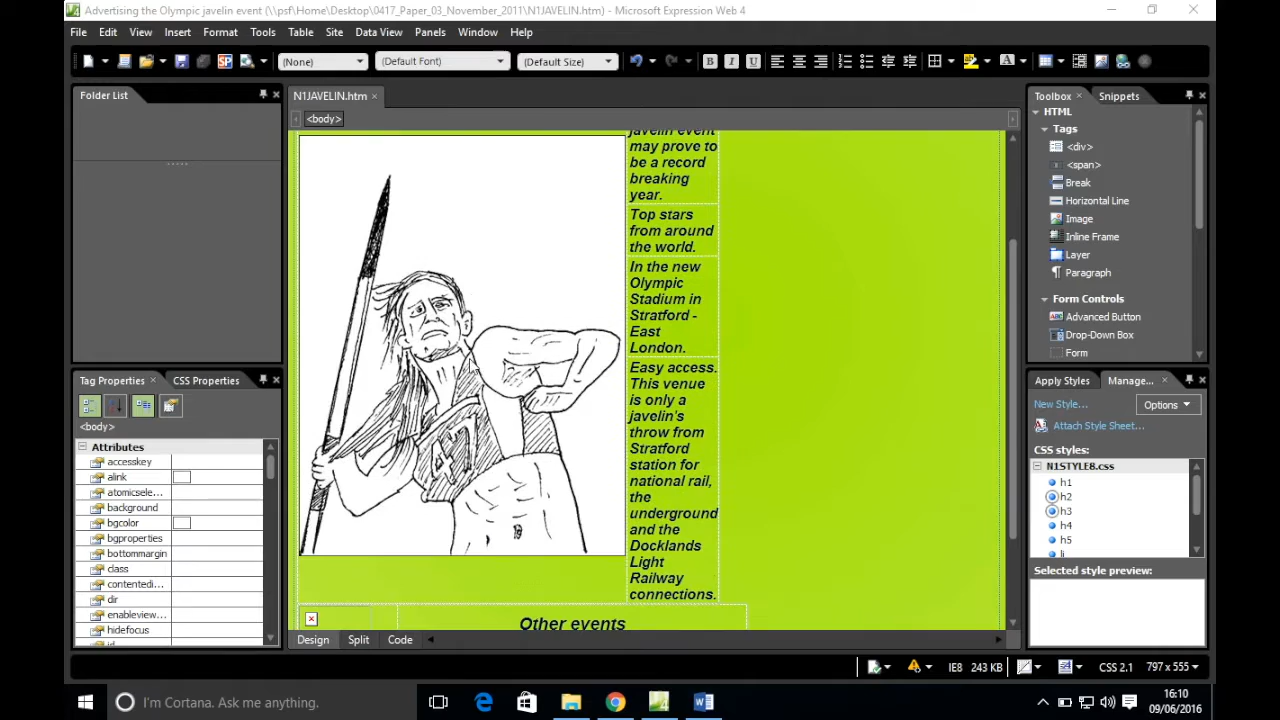 Advertising the Olympic javelin event (\\psf\Home\Desktop\0417_Paper_03_November_2011\N1JAVELIN.htm) - Microsoft Expression Web 4
File Edit View Insert Format Tools Table Site Data View Panels Window Help
(None) (Default Font) (Default Size) B I U A
Folder List
N1JAVELIN.htm
<body>
javelin event
may prove to
be a record
breaking
year.
Top stars
from around
the world.
In the new
Olympic
Stadium in
Stratford -
East
London.
Easy access.
This venue
is only a
javelin's
throw from
Stratford
station for
national rail,
the
underground
and the
Docklands
Light
Railway
connections.
Other events
Design Split Code
Tag Properties CSS Properties
<body>
Attributes
accesskey
alink
atomicsele...
background
bgcolor
bgproperties
bottommargin
class
contentedi...
dir
enableview...
hidefocus
id
Toolbox Snippets
HTML
Tags
<div>
<span>
Break
Horizontal Line
Image
Inline Frame
Layer
Paragraph
Form Controls
Advanced Button
Drop-Down Box
Form
Apply Styles Manage...
New Style... Options
Attach Style Sheet...
CSS styles:
N1STYLE8.css
h1
h2
h3
h4
h5
li
Selected style preview:
IE8 243 KB CSS 2.1 797 x 555
I'm Cortana. Ask me anything.
16:10
09/06/2016